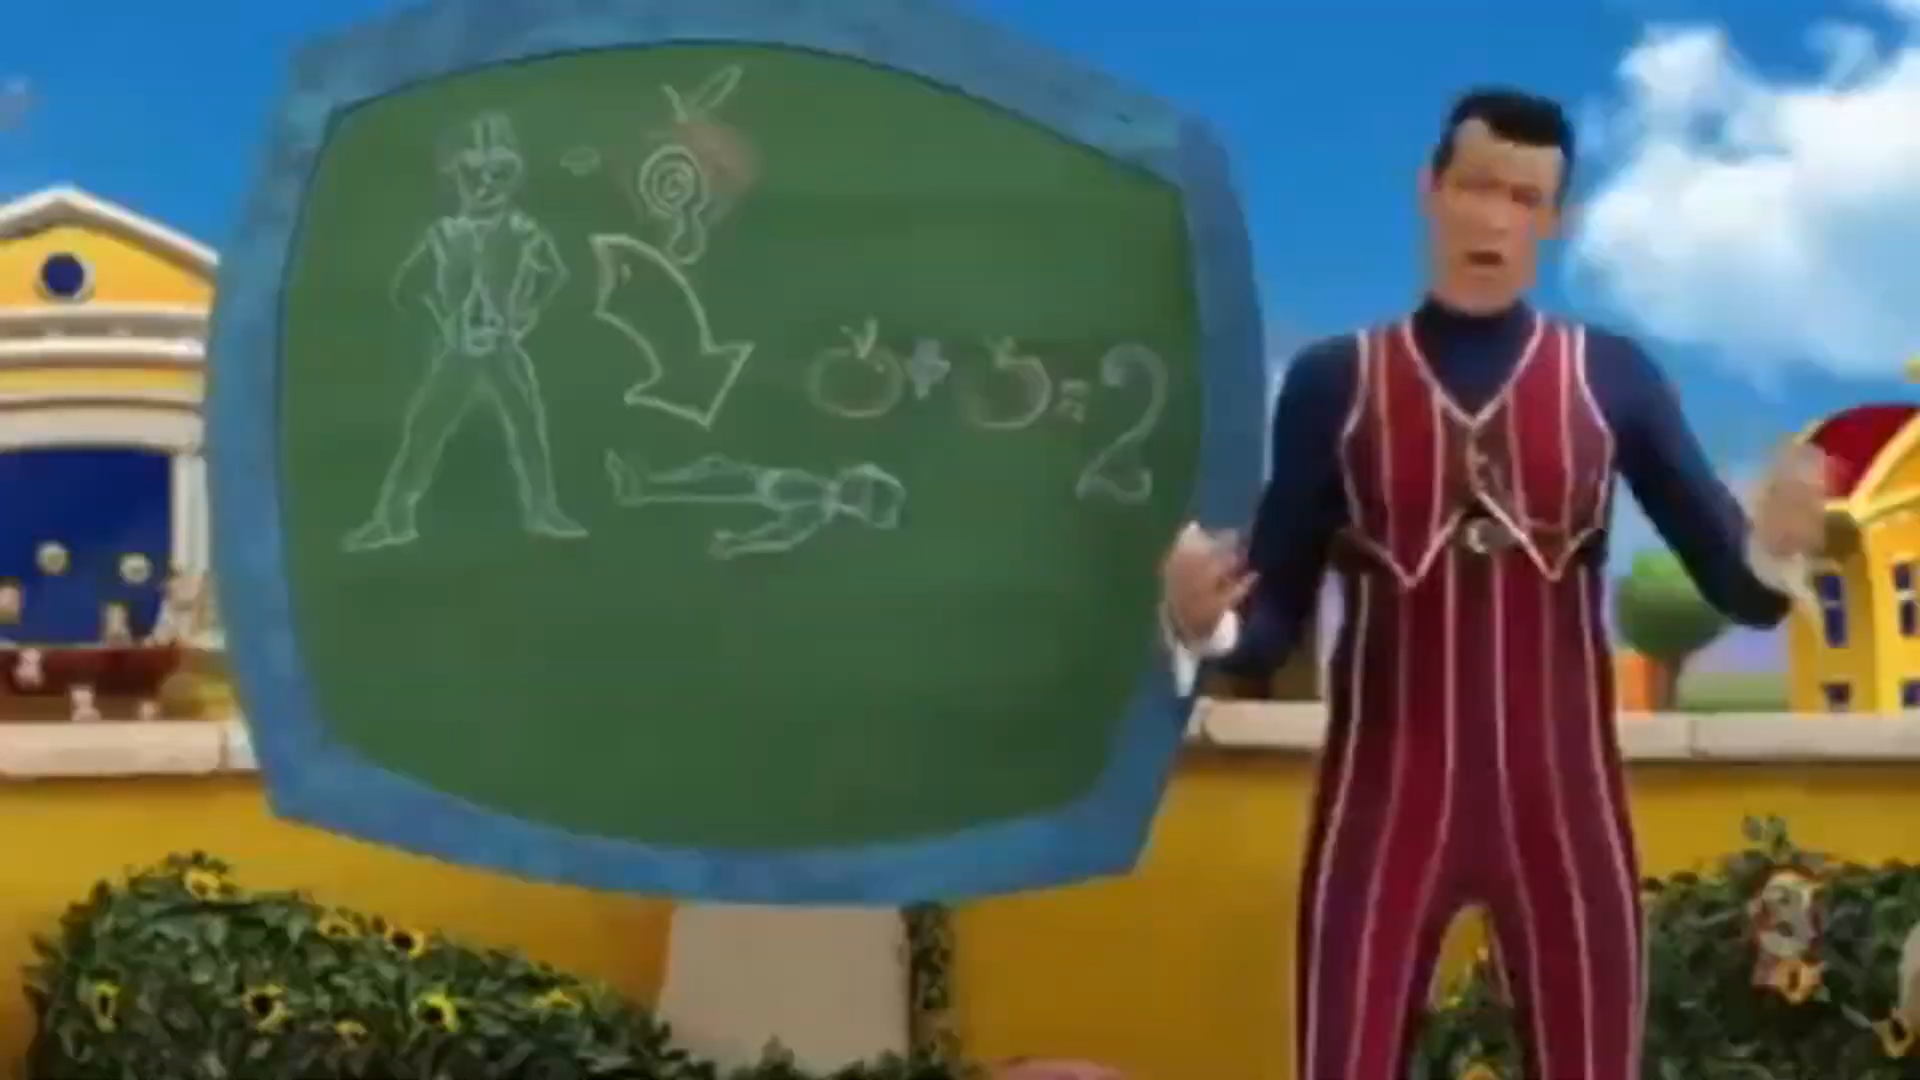 + = 2